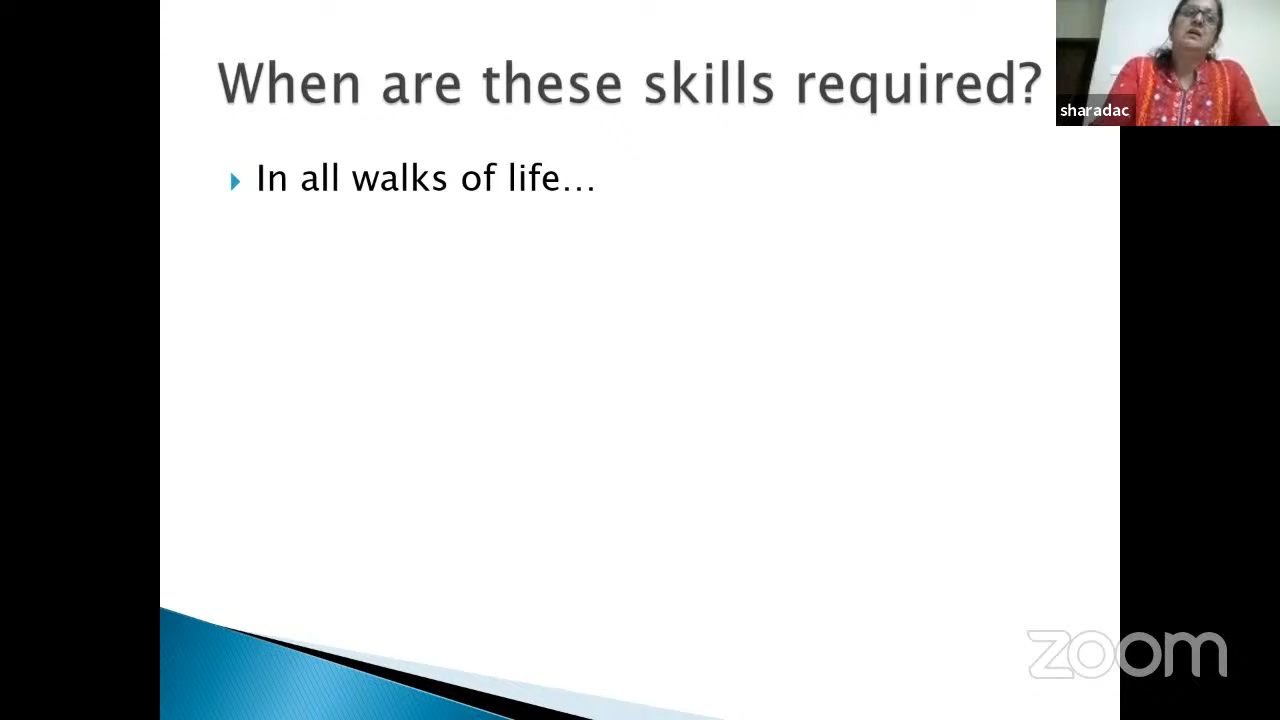 When are these skills required?
sharadac
In all walks of life...
zoom